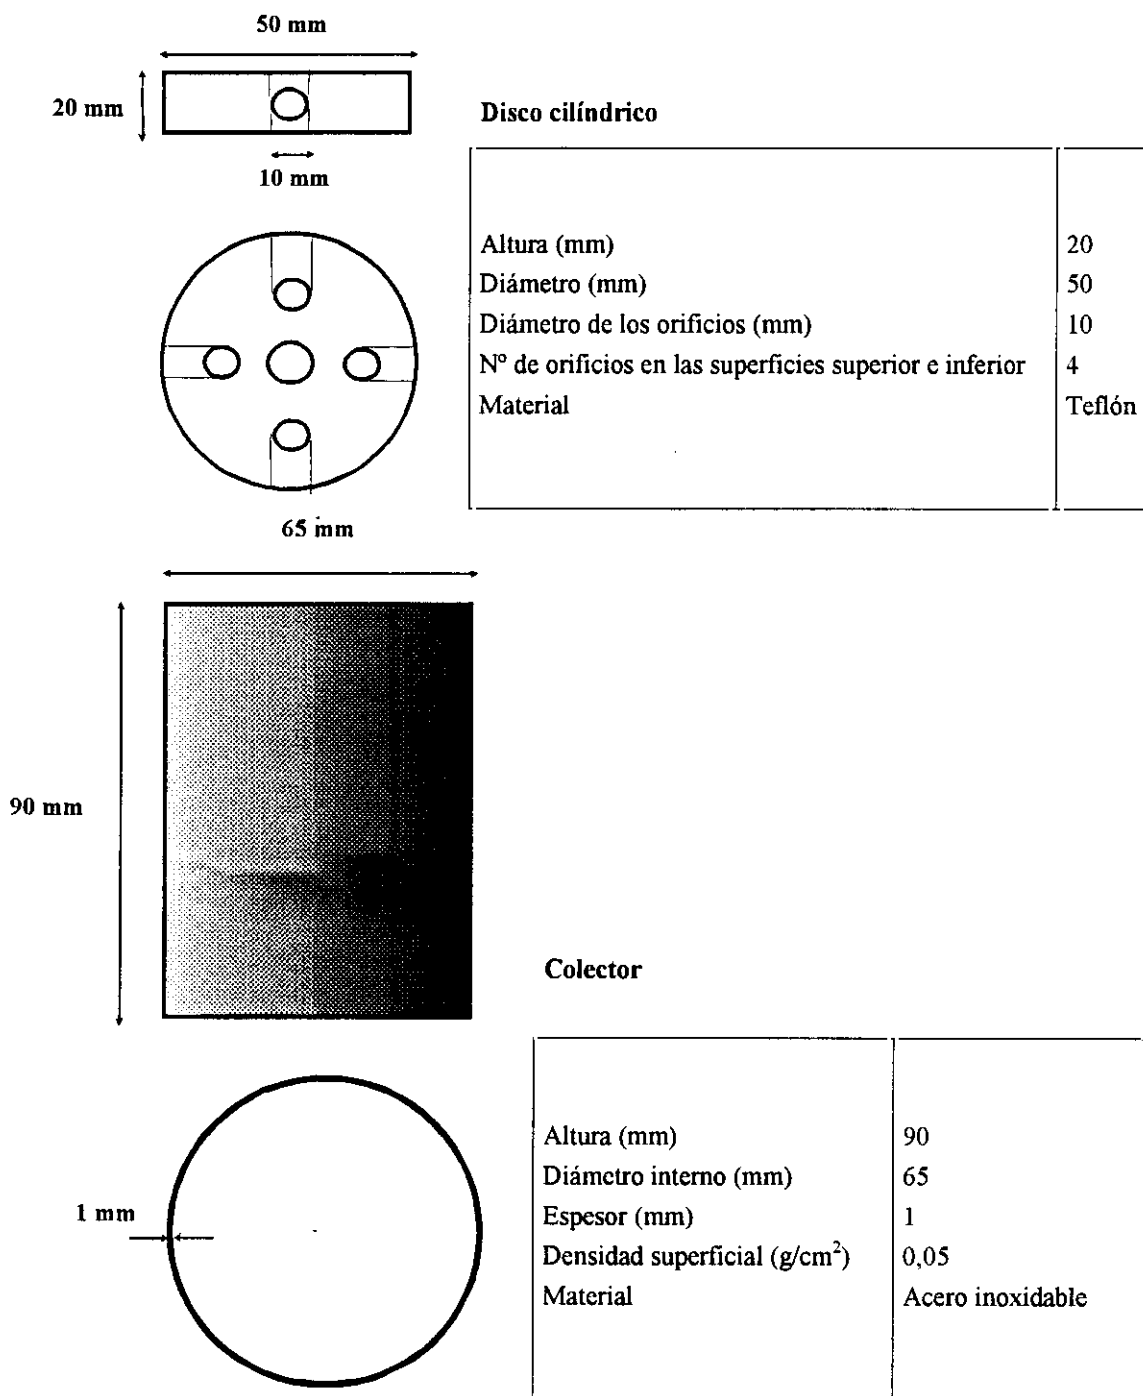 50 mm
20 mm
Disco cilíndrico
10 mm
Altura (mm) 20
Diámetro (mm) 50
Diámetro de los orificios (mm) 10
Nº de orificios en las superficies superior e inferior 4
Material Teflón
65 mm
90 mm
Colector
Altura (mm) 90
Diámetro interno (mm) 65
1 mm
Espesor (mm) 1
Densidad superficial (g/cm²) 0,05
Material Acero inoxidable